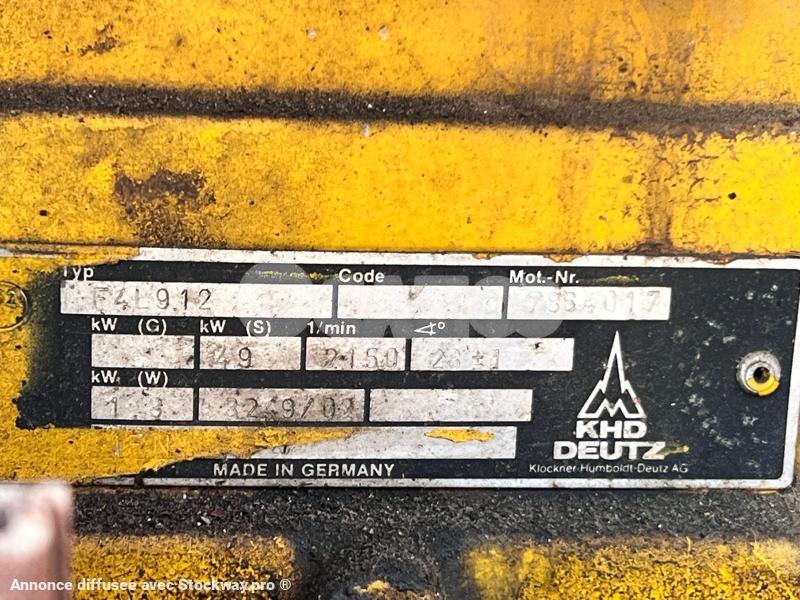 Typ Code Mot.-Nr.
F4L912
kW (G) kW (S) 1/min ∢°
49 2150
kW (W)
KHD
DEUTZ
MADE IN GERMANY
Klöckner-Humboldt-Deutz AG
Annonce diffusée avec Stockway.pro ®